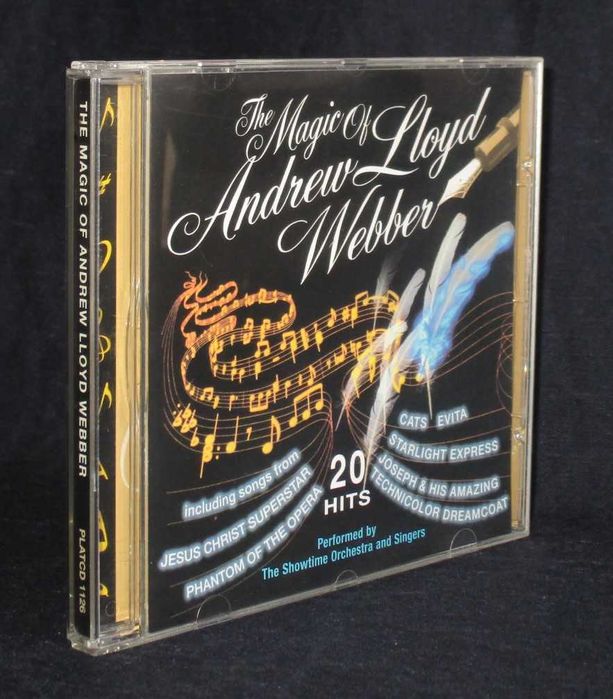 THE MAGIC OF ANDREW LLOYD WEBBER
PLATCD 1126
The Magic Of
Andrew Lloyd
Webber
including songs from
JESUS CHRIST SUPERSTAR
PHANTOM OF THE OPERA
20
HITS
CATS EVITA
STARLIGHT EXPRESS
JOSEPH & HIS AMAZING
TECHNICOLOR DREAMCOAT
Performed by
The Showtime Orchestra and Singers